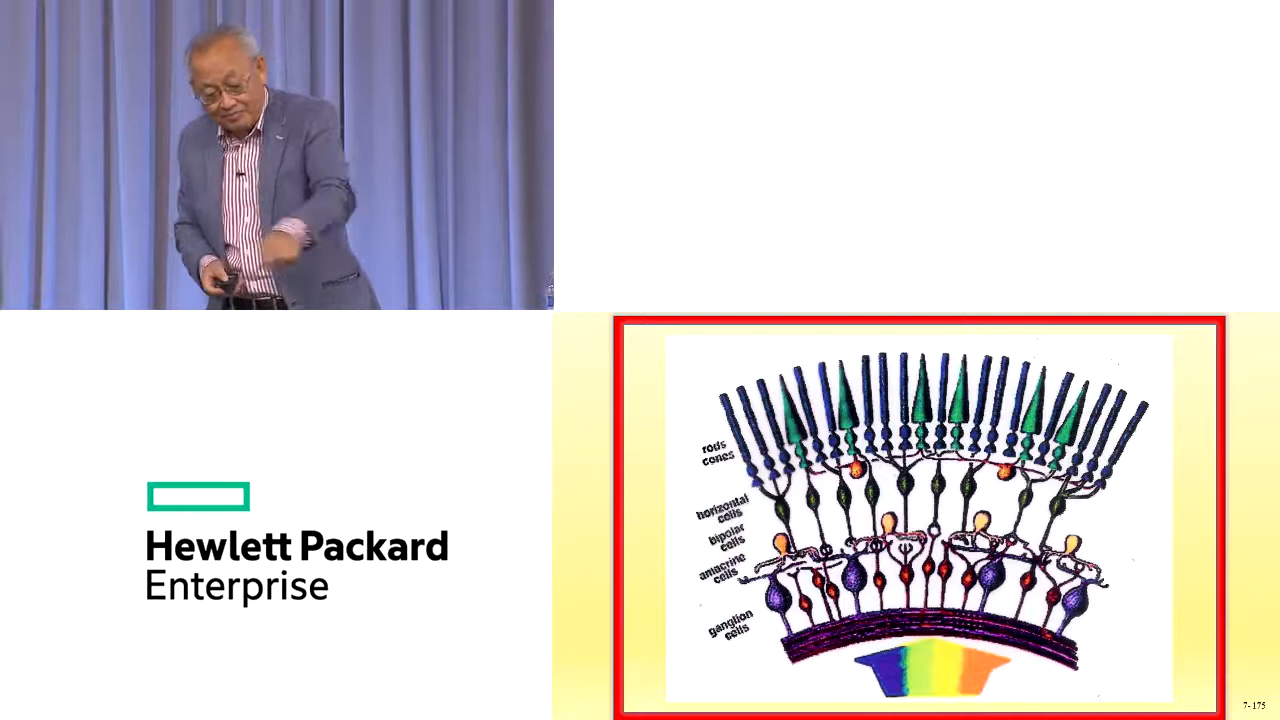 Hewlett Packard
Enterprise
rods
cones
horizontal
cells
bipolar
cells
amacrine
cells
ganglion
cells
7-175